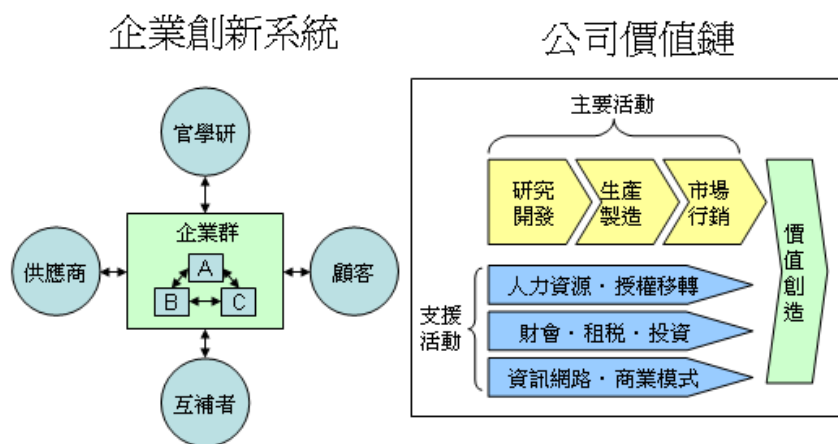 企業創新系統
官學研
供應商
企業群
A
B
C
顧客
互補者
公司價值鏈
主要活動
研究
開發
生產
製造
市場
行銷
支援
活動
人力資源．授權移轉
財會．租稅．投資
資訊網路．商業模式
價
值
創
造